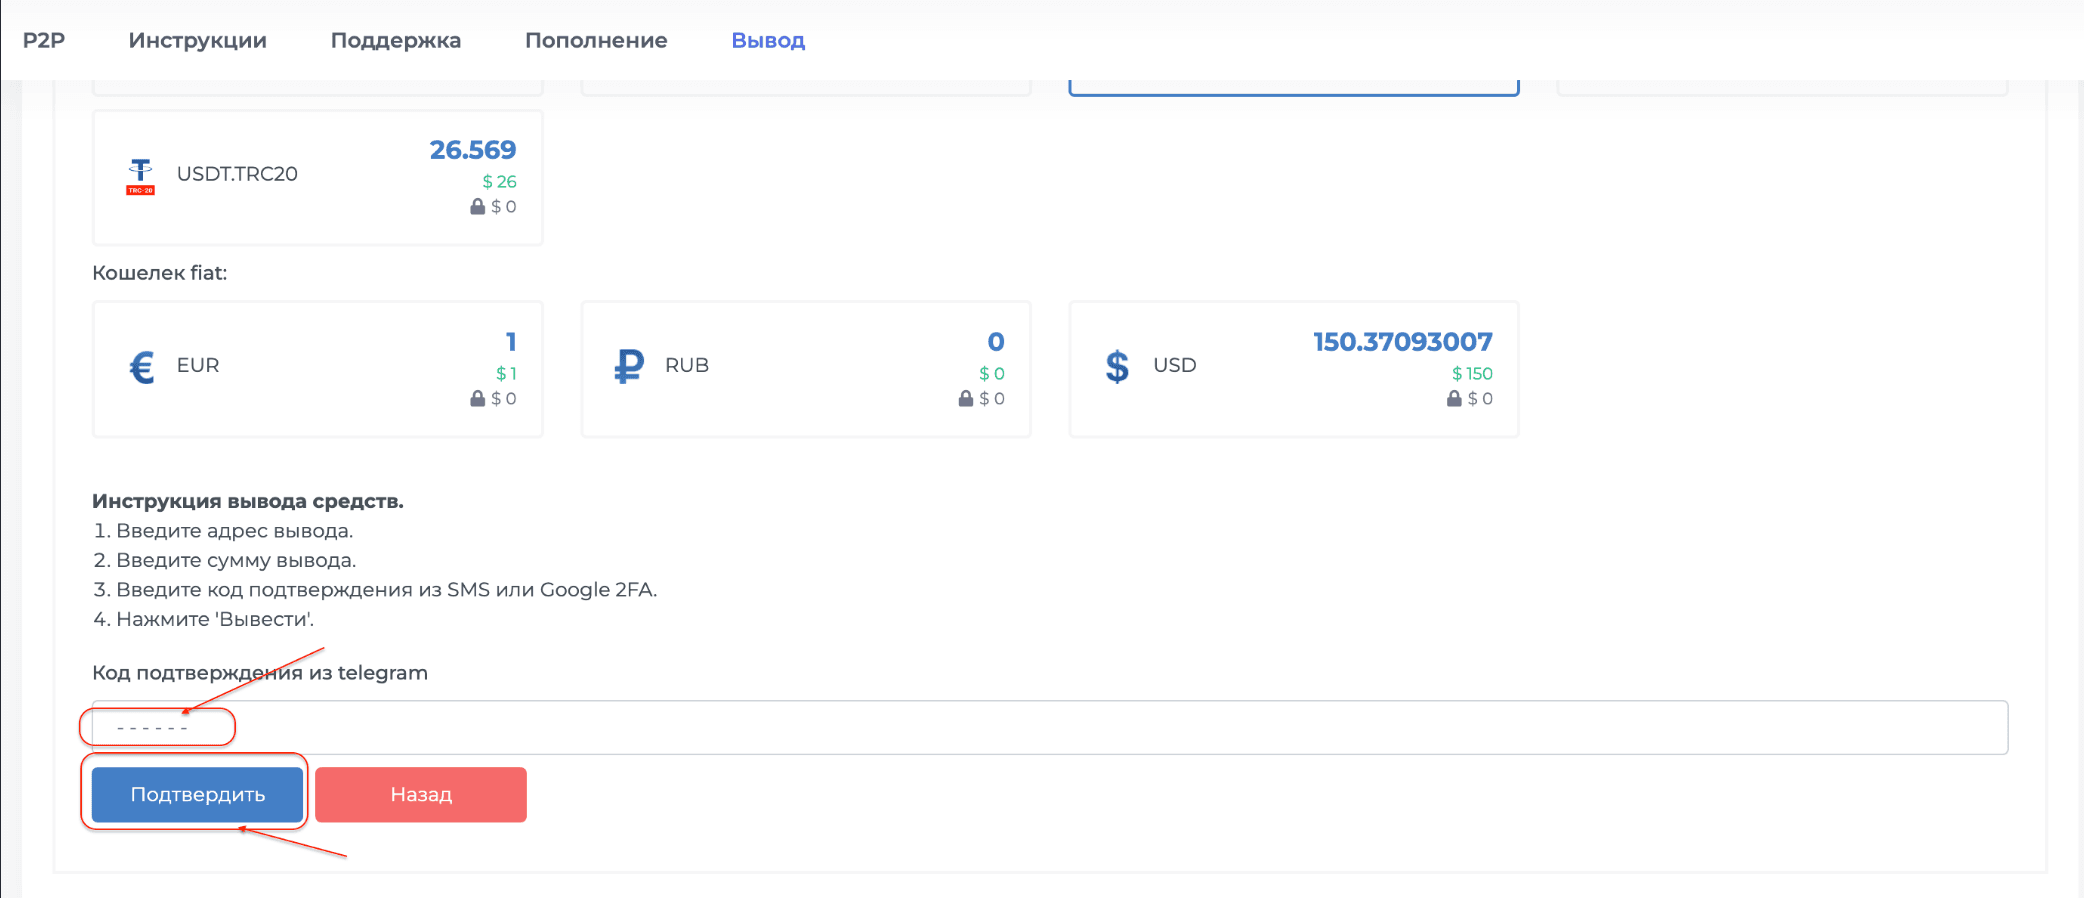 P2P Инструкции Поддержка Пополнение Вывод
26.569
USDT.TRC20
$ 26
TRC-20
$ 0
Кошелек fiat:
1
EUR
$ 1
$ 0
0
RUB
$ 0
$ 0
150.37093007
USD
$ 150
$ 0
Инструкция вывода средств.
1. Введите адрес вывода.
2. Введите сумму вывода.
3. Введите код подтверждения из SMS или Google 2FA.
4. Нажмите 'Вывести'.
Код подтверждения из telegram
- - - - - -
Подтвердить Назад